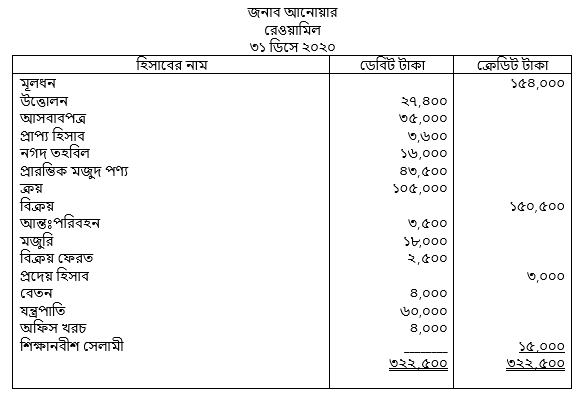 জনাব আনোয়ার
রেওয়ামিল
৩১ ডিসে ২০২০
হিসাবের নাম ডেবিট টাকা ক্রেডিট টাকা
মূলধন ১৫৪,০০০
উত্তোলন ২৭,৪০০
আসবাবপত্র ৩৫,০০০
প্রাপ্য হিসাব ৩,৬০০
নগদ তহবিল ১৬,০০০
প্রারম্ভিক মজুদ পণ্য ৪৩,৫০০
ক্রয় ১০৫,০০০
বিক্রয় ১৫০,৫০০
আন্তঃপরিবহন ৩,৫০০
মজুরি ১৮,০০০
বিক্রয় ফেরত ২,৫০০
প্রদেয় হিসাব ৩,০০০
বেতন ৪,০০০
যন্ত্রপাতি ৬০,০০০
অফিস খরচ ৪,০০০
শিক্ষানবীশ সেলামী ১৫,০০০
৩২২,৫০০ ৩২২,৫০০